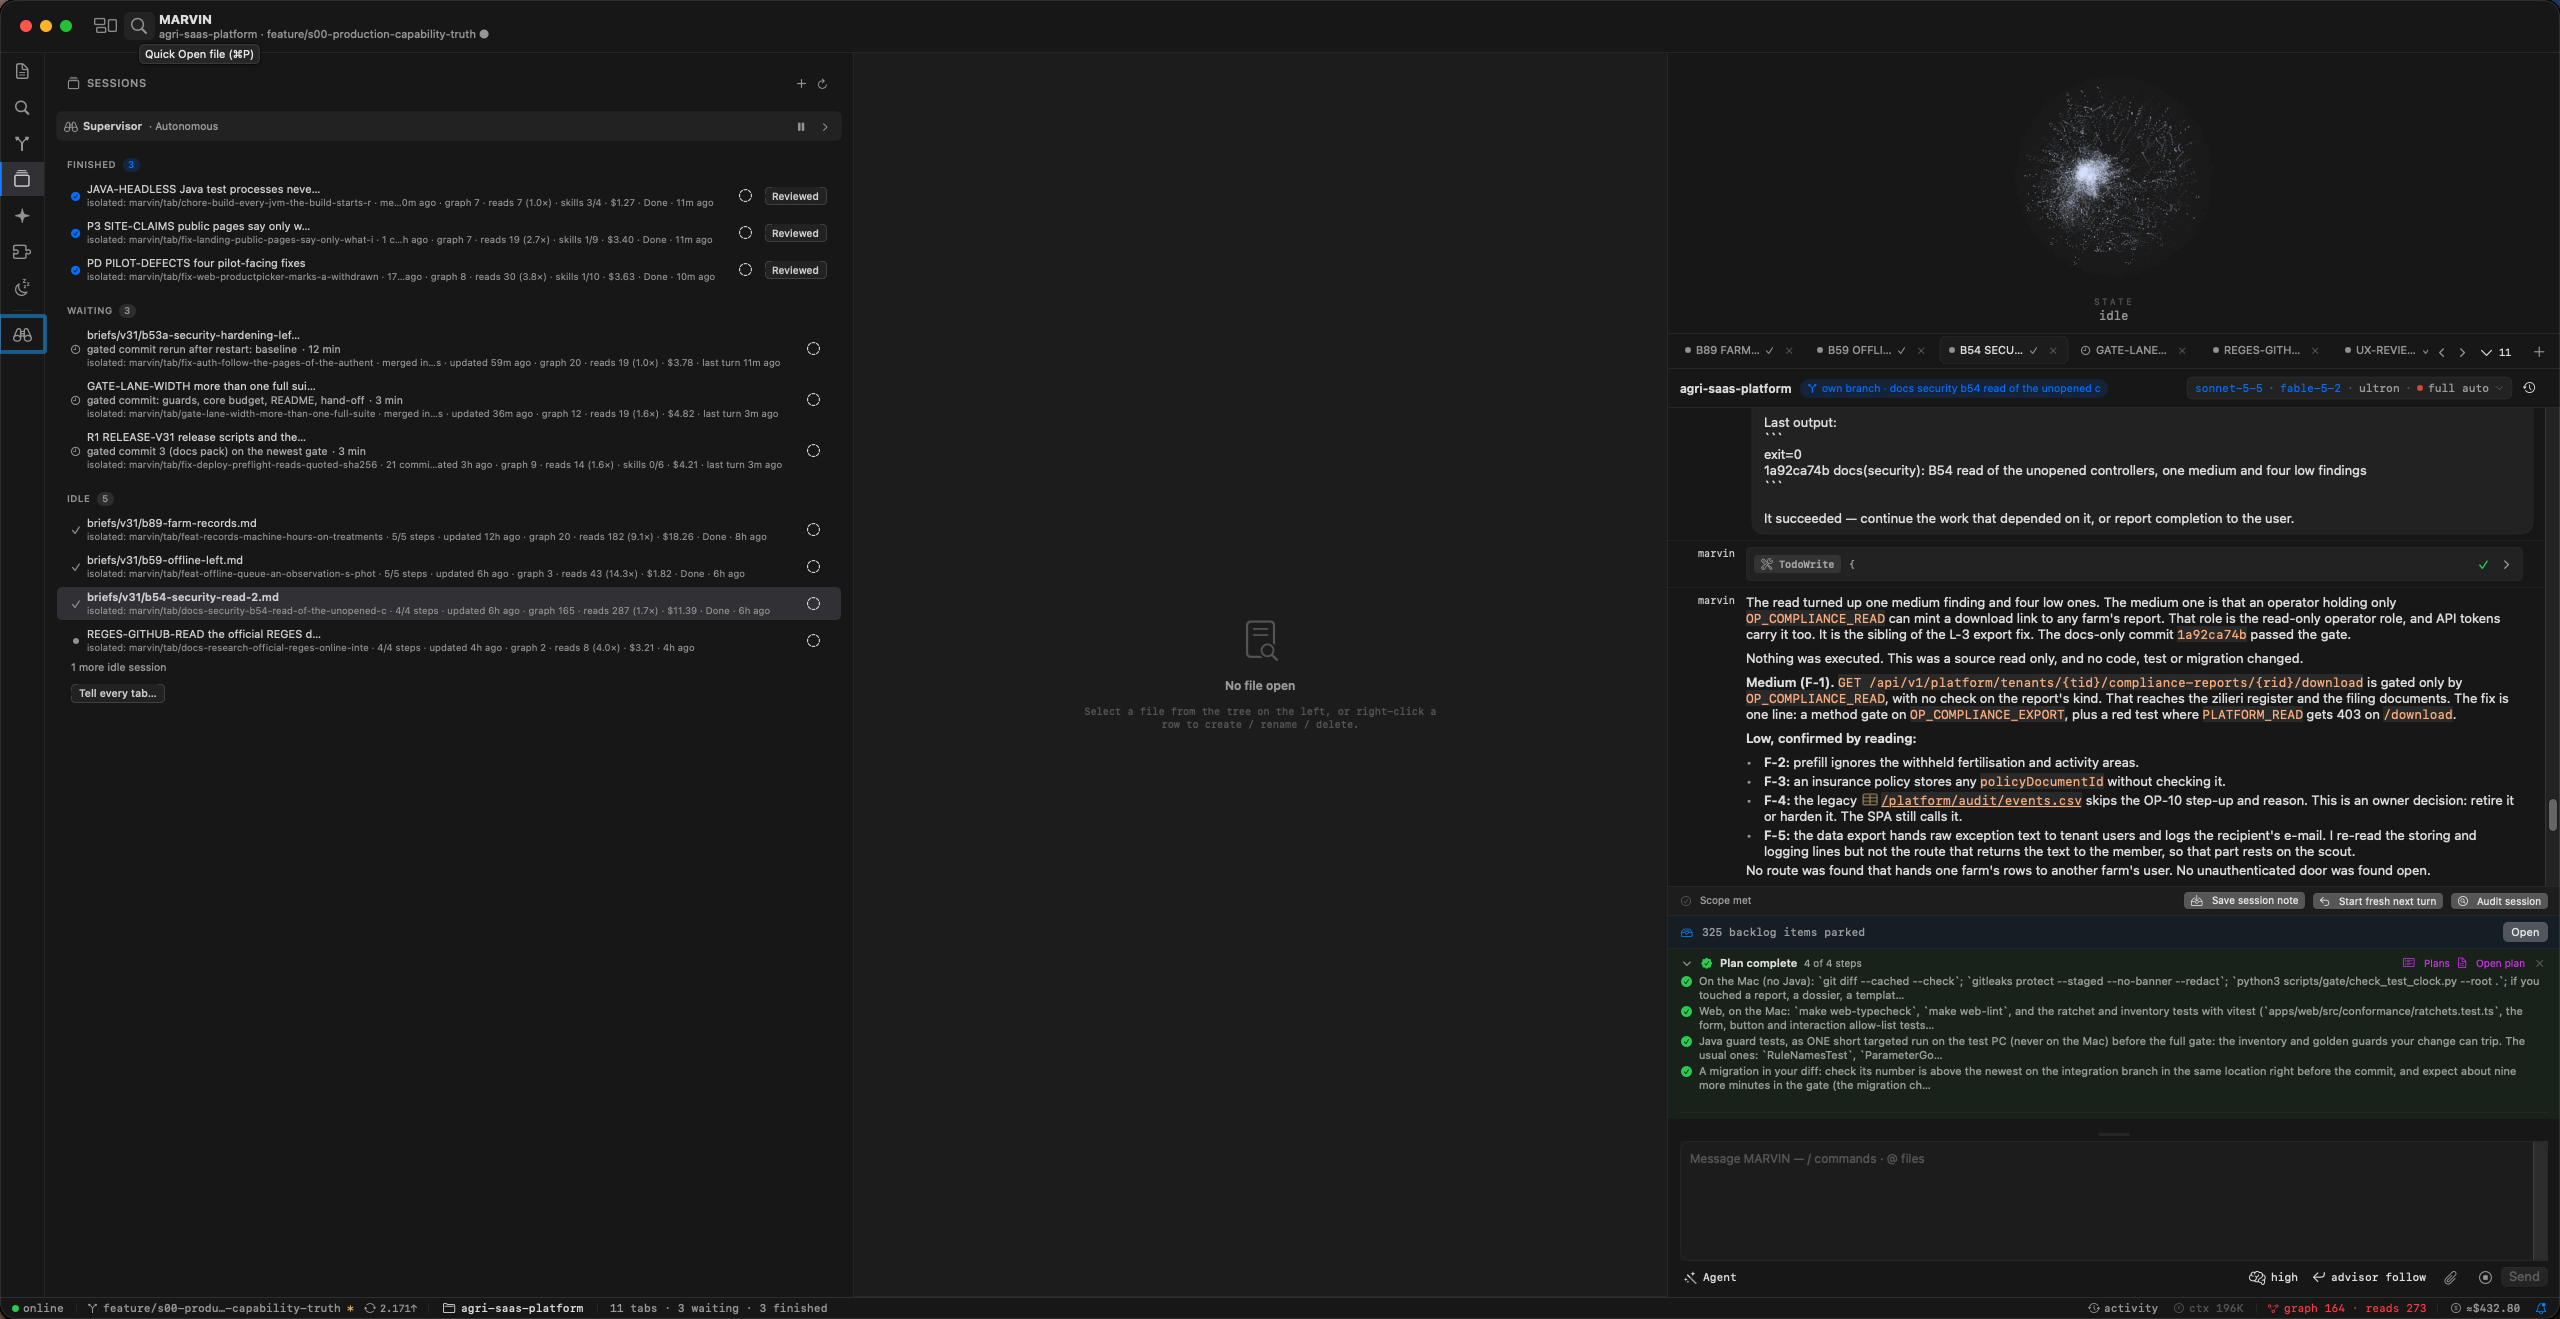 MARVIN
agri-saas-platform · feature/s00-production-capability-truth
Quick Open file (⌘P)
SESSIONS
Supervisor · Autonomous
FINISHED 3
JAVA-HEADLESS Java test processes neve...
isolated: marvin/tab/chore-build-every-jvm-the-build-starts-r · me...0m ago · graph 7 · reads 7 (1.0×) · skills 3/4 · $1.27 · Done · 11m ago
Reviewed
P3 SITE-CLAIMS public pages say only w...
isolated: marvin/tab/fix-landing-public-pages-say-only-what-i · 1 c...h ago · graph 7 · reads 19 (2.7×) · skills 1/9 · $3.40 · Done · 11m ago
Reviewed
PD PILOT-DEFECTS four pilot-facing fixes
isolated: marvin/tab/fix-web-productpicker-marks-a-withdrawn · 17...ago · graph 8 · reads 30 (3.8×) · skills 1/10 · $3.63 · Done · 10m ago
Reviewed
WAITING 3
briefs/v31/b53a-security-hardening-lef...
gated commit rerun after restart: baseline · 12 min
isolated: marvin/tab/fix-auth-follow-the-pages-of-the-authent · merged in...s · updated 59m ago · graph 20 · reads 19 (1.0×) · $3.78 · last turn 11m ago
GATE-LANE-WIDTH more than one full sui...
gated commit: guards, core budget, README, hand-off · 3 min
isolated: marvin/tab/gate-lane-width-more-than-one-full-suite · merged in...s · updated 36m ago · graph 12 · reads 19 (1.6×) · $4.82 · last turn 3m ago
R1 RELEASE-V31 release scripts and the...
gated commit 3 (docs pack) on the newest gate · 3 min
isolated: marvin/tab/fix-deploy-preflight-reads-quoted-sha256 · 21 commi...ated 3h ago · graph 9 · reads 14 (1.6×) · skills 0/6 · $4.21 · last turn 3m ago
IDLE 5
briefs/v31/b89-farm-records.md
isolated: marvin/tab/feat-records-machine-hours-on-treatments · 5/5 steps · updated 12h ago · graph 20 · reads 182 (9.1×) · $18.26 · Done · 8h ago
briefs/v31/b59-offline-left.md
isolated: marvin/tab/feat-offline-queue-an-observation-s-phot · 5/5 steps · updated 6h ago · graph 3 · reads 43 (14.3×) · $1.82 · Done · 6h ago
briefs/v31/b54-security-read-2.md
isolated: marvin/tab/docs-security-b54-read-of-the-unopened-c · 4/4 steps · updated 6h ago · graph 165 · reads 287 (1.7×) · $11.39 · Done · 6h ago
REGES-GITHUB-READ the official REGES d...
isolated: marvin/tab/docs-research-official-reges-online-inte · 4/4 steps · updated 4h ago · graph 2 · reads 8 (4.0×) · $3.21 · 4h ago
1 more idle session
Tell every tab...
No file open
Select a file from the tree on the left, or right-click a
row to create / rename / delete.
STATE
idle
B89 FARM... B59 OFFLI... B54 SECU... GATE-LANE... REGES-GITH... UX-REVIE... 11
agri-saas-platform own branch · docs security b54 read of the unopened c sonnet-5-5 · fable-5-2 · ultron · full auto
Last output:
```
exit=0
1a92ca74b docs(security): B54 read of the unopened controllers, one medium and four low findings
```
It succeeded — continue the work that depended on it, or report completion to the user.
marvin TodoWrite {
marvin The read turned up one medium finding and four low ones. The medium one is that an operator holding only
OP_COMPLIANCE_READ can mint a download link to any farm's report. That role is the read-only operator role, and API tokens
carry it too. It is the sibling of the L-3 export fix. The docs-only commit 1a92ca74b passed the gate.
Nothing was executed. This was a source read only, and no code, test or migration changed.
Medium (F-1). GET /api/v1/platform/tenants/{tid}/compliance-reports/{rid}/download is gated only by
OP_COMPLIANCE_READ, with no check on the report's kind. That reaches the zilieri register and the filing documents. The fix is
one line: a method gate on OP_COMPLIANCE_EXPORT, plus a red test where PLATFORM_READ gets 403 on /download.
Low, confirmed by reading:
• F-2: prefill ignores the withheld fertilisation and activity areas.
• F-3: an insurance policy stores any policyDocumentId without checking it.
• F-4: the legacy /platform/audit/events.csv skips the OP-10 step-up and reason. This is an owner decision: retire it
or harden it. The SPA still calls it.
• F-5: the data export hands raw exception text to tenant users and logs the recipient's e-mail. I re-read the storing and
logging lines but not the route that returns the text to the member, so that part rests on the scout.
No route was found that hands one farm's rows to another farm's user. No unauthenticated door was found open.
Scope met Save session note Start fresh next turn Audit session
325 backlog items parked Open
Plan complete 4 of 4 steps Plans Open plan
On the Mac (no Java): `git diff --cached --check`; `gitleaks protect --staged --no-banner --redact`; `python3 scripts/gate/check_test_clock.py --root .`; if you
touched a report, a dossier, a templat...
Web, on the Mac: `make web-typecheck`, `make web-lint`, and the ratchet and inventory tests with vitest (`apps/web/src/conformance/ratchets.test.ts`, the
form, button and interaction allow-list tests...
Java guard tests, as ONE short targeted run on the test PC (never on the Mac) before the full gate: the inventory and golden guards your change can trip. The
usual ones: `RuleNamesTest`, `ParameterGo...
A migration in your diff: check its number is above the newest on the integration branch in the same location right before the commit, and expect about nine
more minutes in the gate (the migration ch...
Message MARVIN — / commands · @ files
Agent high advisor follow Send
online feature/s00-produ…-capability-truth * 2.171↑ agri-saas-platform 11 tabs · 3 waiting · 3 finished activity ctx 196K graph 164 · reads 273 ≈$432.80